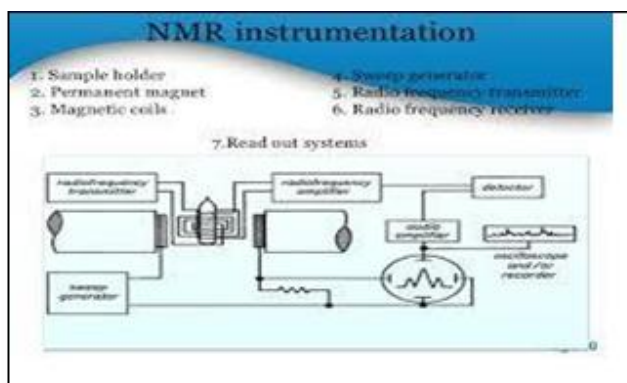 NMR instrumentation
1. Sample holder
2. Permanent magnet
3. Magnetic coils
4. Sweep generator
5. Radio frequency transmitter
6. Radio frequency receiver
7.Read out systems
radiofrequency
transmitter
radiofrequency
amplifier
detector
audio
amplifier
oscilloscope
and/or
recorder
sweep
generator